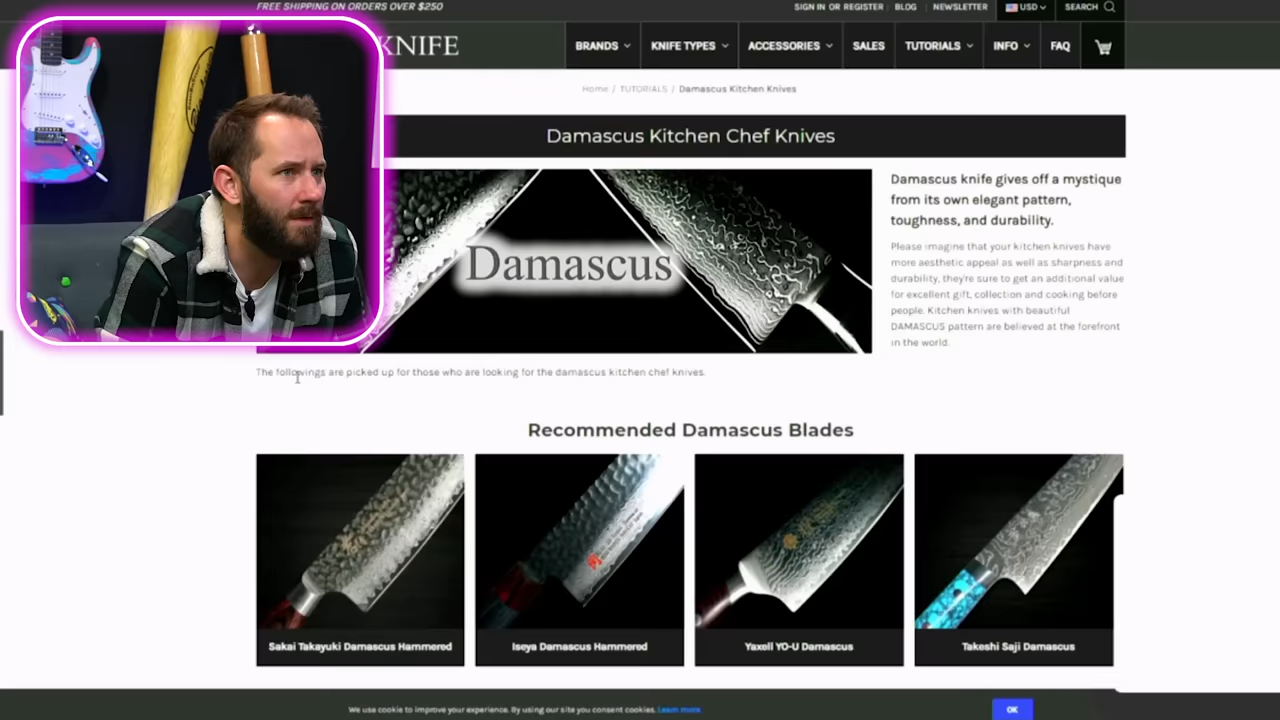 FREE SHIPPING ON ORDERS OVER $250
SIGN IN OR REGISTER BLOG NEWSLETTER USD SEARCH
KNIFE
BRANDS KNIFE TYPES ACCESSORIES SALES TUTORIALS INFO FAQ
Home / TUTORIALS / Damascus Kitchen Knives
Damascus Kitchen Chef Knives
Damascus
Damascus knife gives off a mystique
from its own elegant pattern,
toughness, and durability.
Please imagine that your kitchen knives have
more aesthetic appeal as well as sharpness and
durability, they're sure to get an additional value
for excellent gift, collection and cooking before
people. Kitchen knives with beautiful
DAMASCUS pattern are believed at the forefront
in the world.
The followings are picked up for those who are looking for the damascus kitchen chef knives.
Recommended Damascus Blades
Sakai Takayuki Damascus Hammered
Iseya Damascus Hammered
Yaxell YO-U Damascus
Takeshi Saji Damascus
We use cookie to improve your experience. By using our site you consent cookies. Learn more
OK